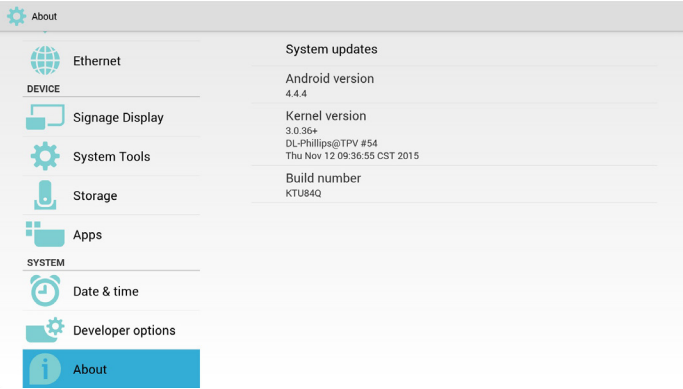 About
Ethernet
DEVICE
Signage Display
System Tools
Storage
Apps
SYSTEM
Date & time
Developer options
About
System updates
Android version
4.4.4
Kernel version
3.0.36+
DL-Phillips@TPV #54
Thu Nov 12 09:36:55 CST 2015
Build number
KTU84Q